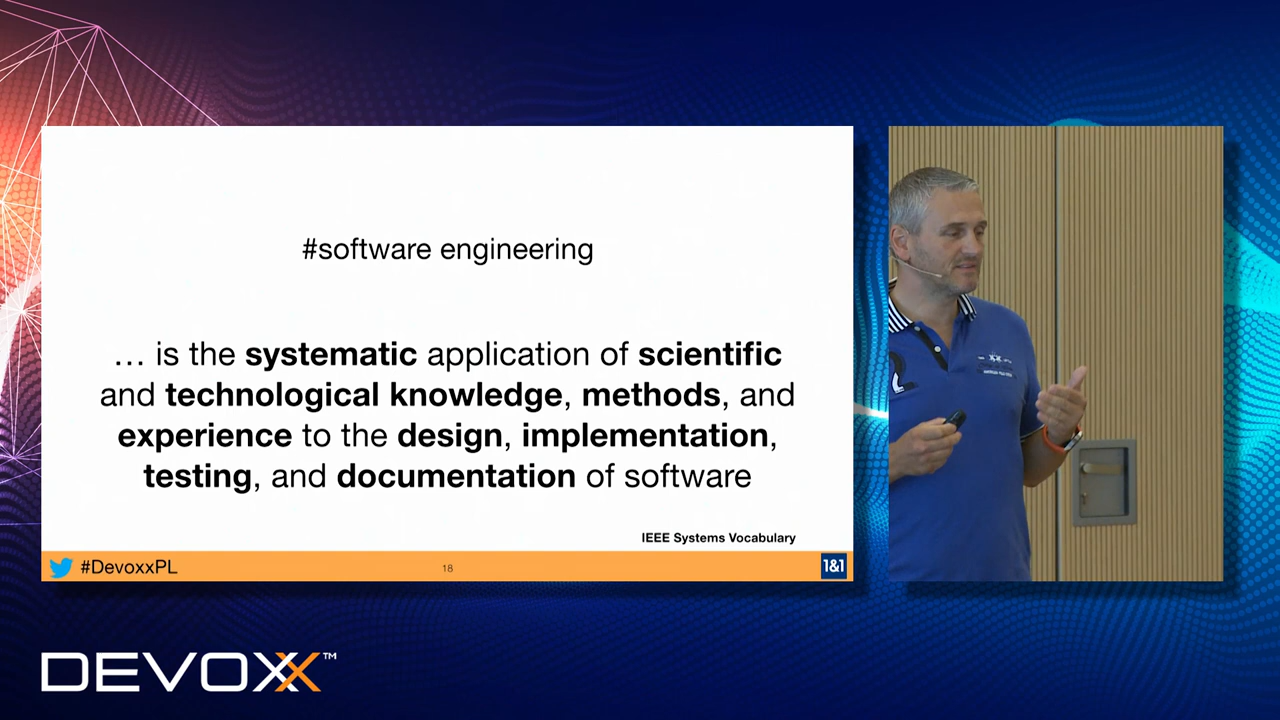 #software engineering
… is the systematic application of scientific
and technological knowledge, methods, and
experience to the design, implementation,
testing, and documentation of software
IEEE Systems Vocabulary
#DevoxxPL
18
1&1
DEVOXX™